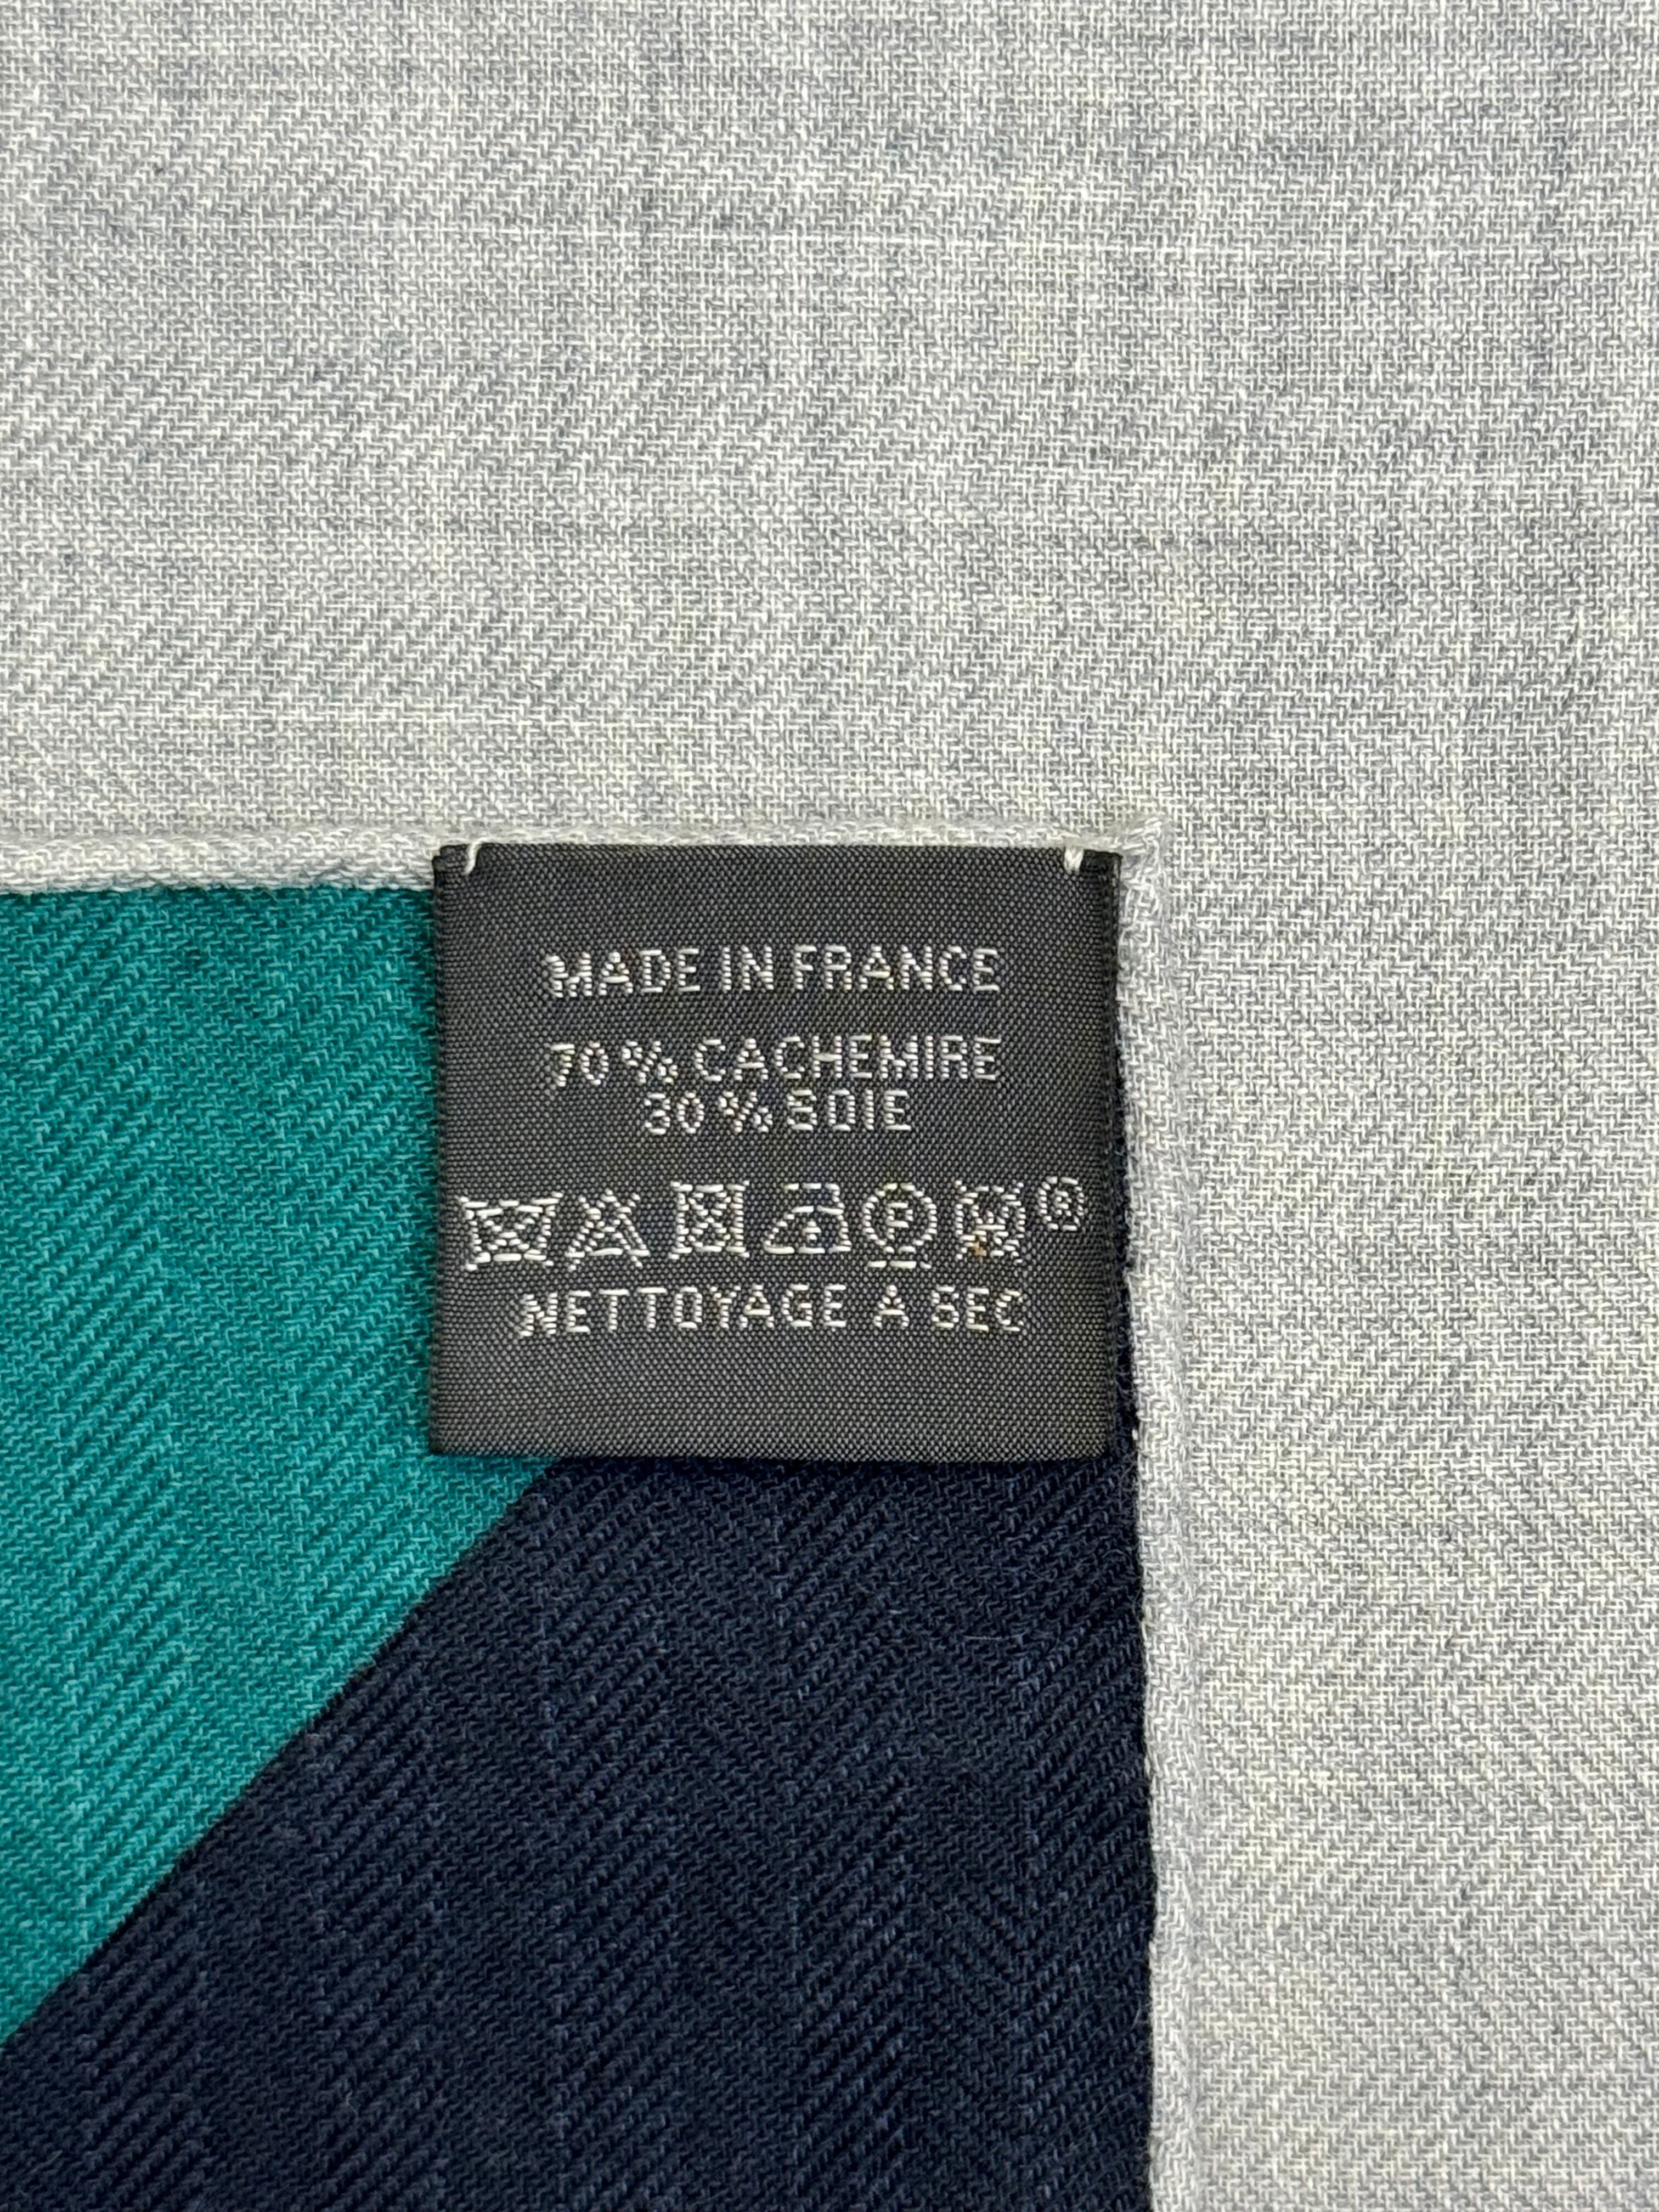 MADE IN FRANCE
70 % CACHEMIRE
30 % SOIE
F W ®
NETTOYAGE A SEC